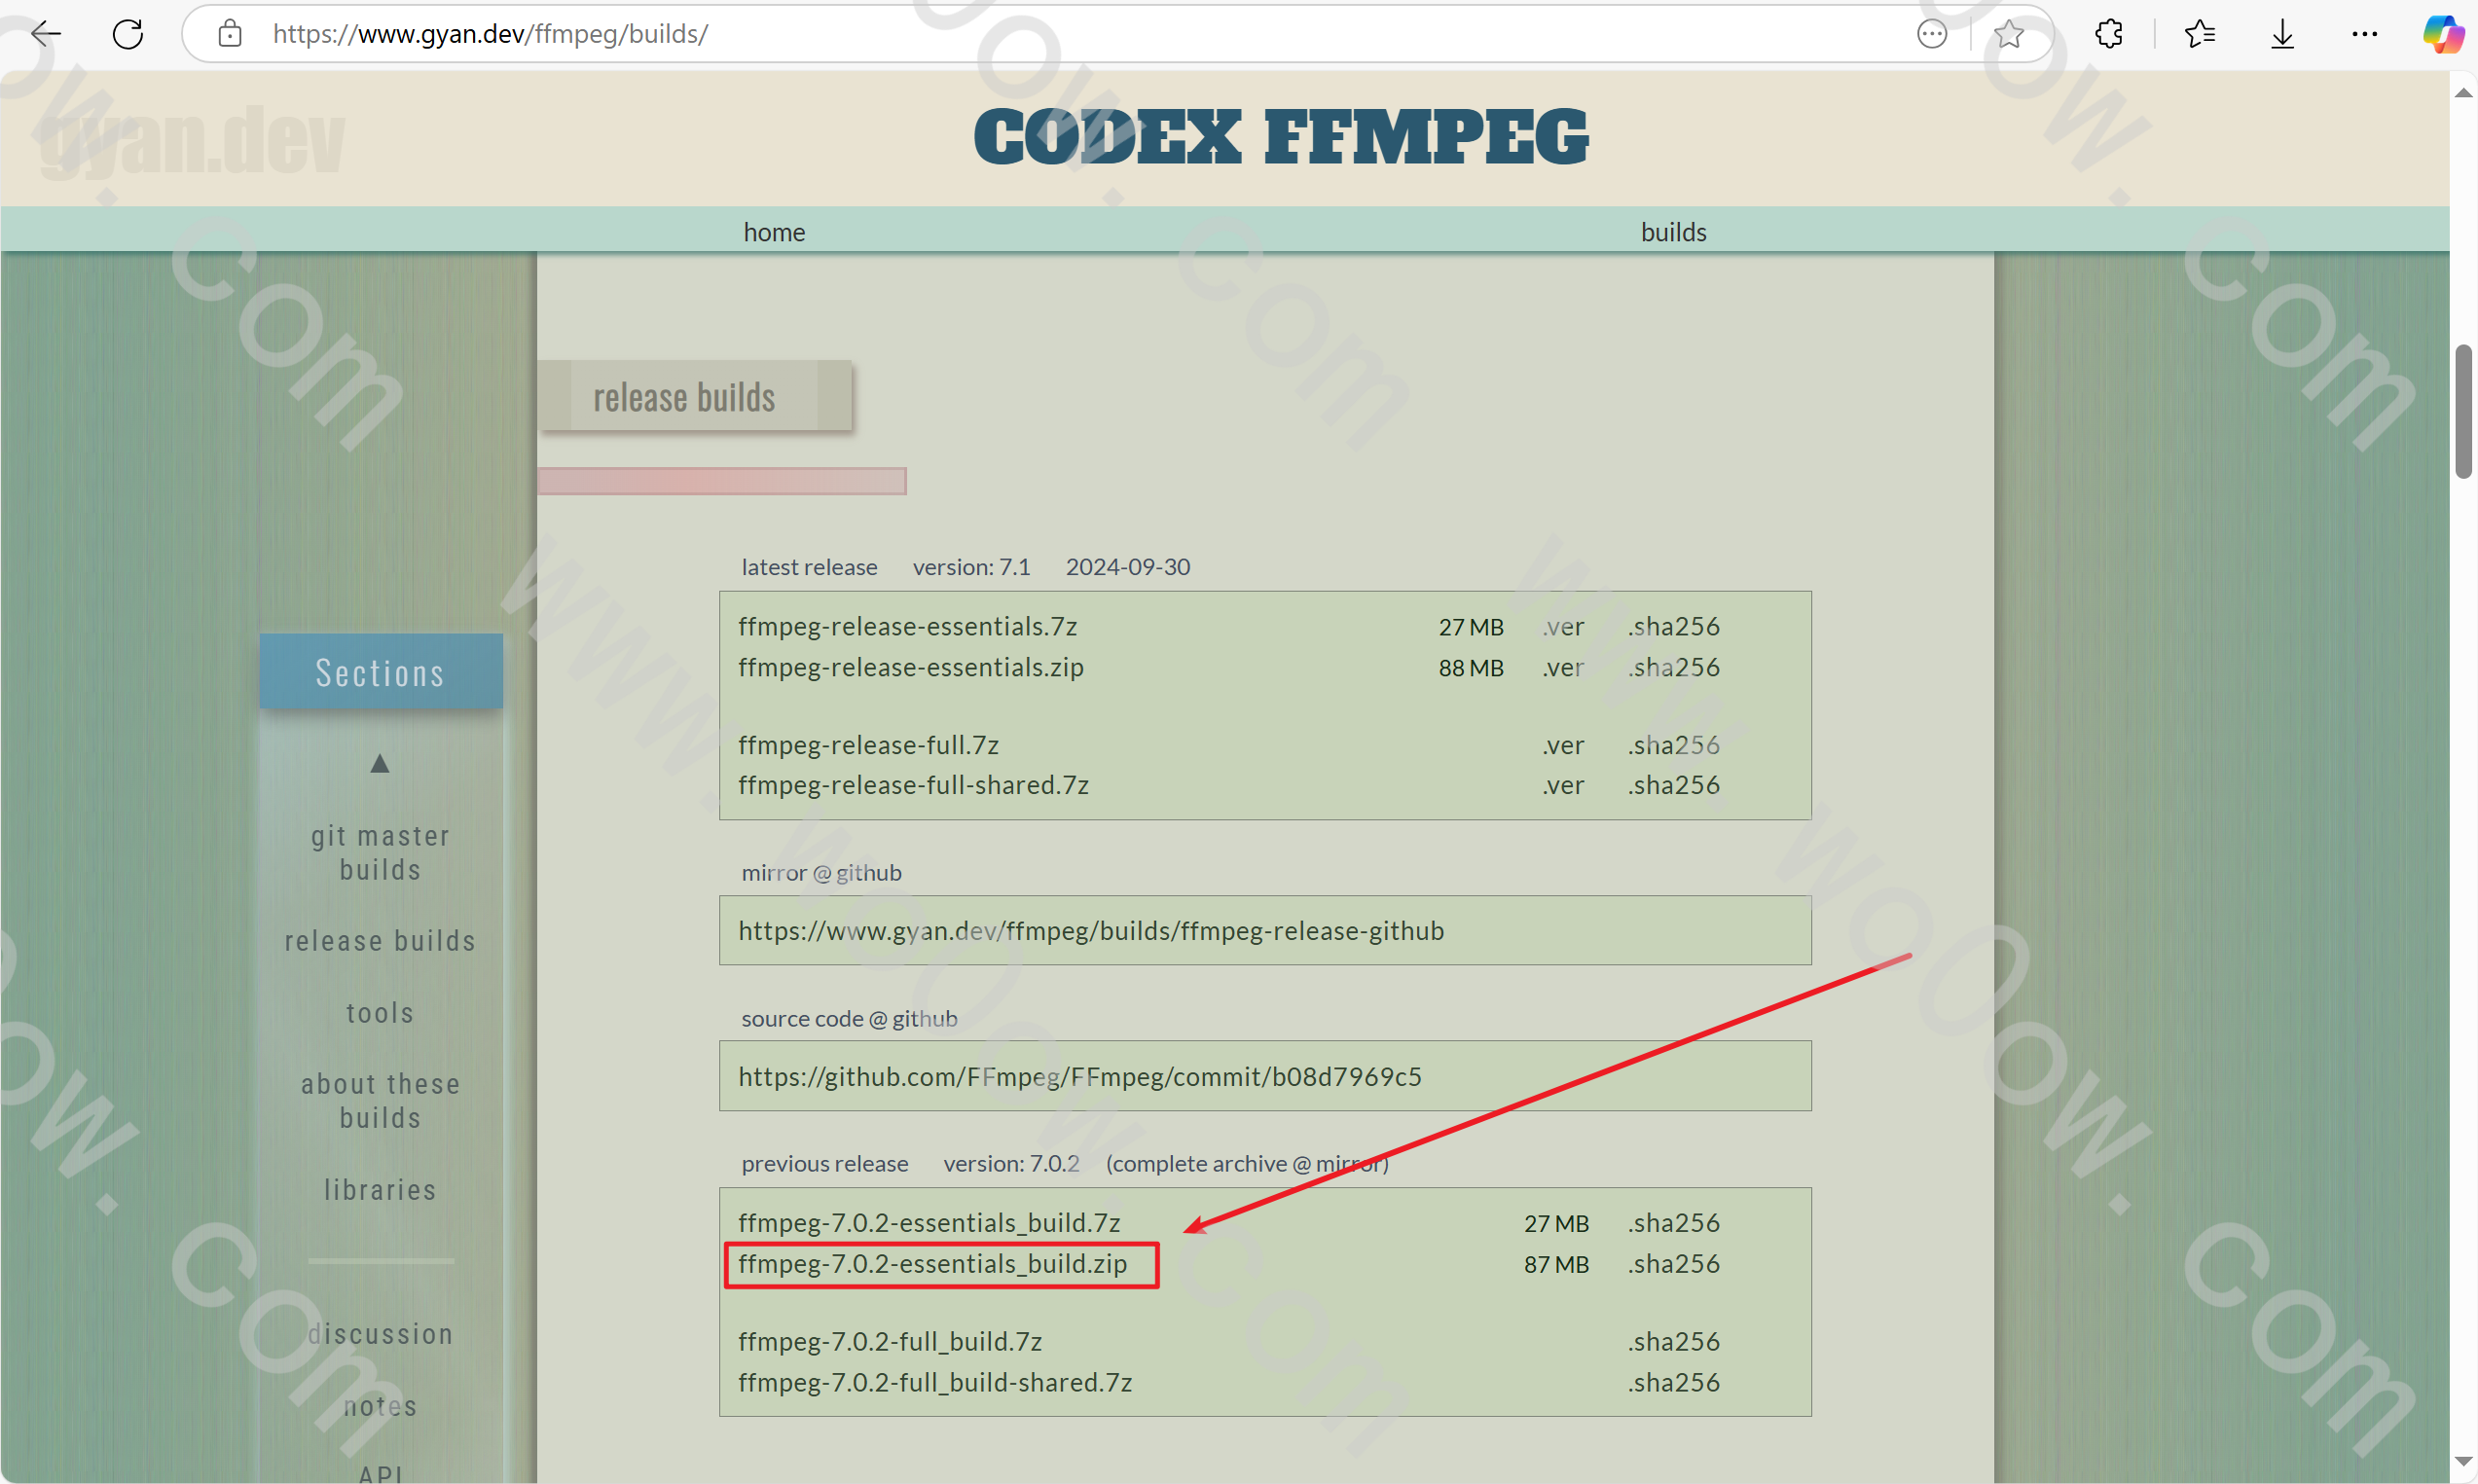 https://www.gyan.dev/ffmpeg/builds/
gyan.dev
CODEX FFMPEG
home
builds
release builds
latest release version: 7.1 2024-09-30
ffmpeg-release-essentials.7z 27 MB .ver .sha256
ffmpeg-release-essentials.zip 88 MB .ver .sha256
ffmpeg-release-full.7z .ver .sha256
ffmpeg-release-full-shared.7z .ver .sha256
mirror @ github
https://www.gyan.dev/ffmpeg/builds/ffmpeg-release-github
source code @ github
https://github.com/FFmpeg/FFmpeg/commit/b08d7969c5
previous release version: 7.0.2 (complete archive @ mirror)
ffmpeg-7.0.2-essentials_build.7z 27 MB .sha256
ffmpeg-7.0.2-essentials_build.zip 87 MB .sha256
ffmpeg-7.0.2-full_build.7z .sha256
ffmpeg-7.0.2-full_build-shared.7z .sha256
Sections
▲
git master
builds
release builds
tools
about these
builds
libraries
discussion
notes
API
www.woOow.com